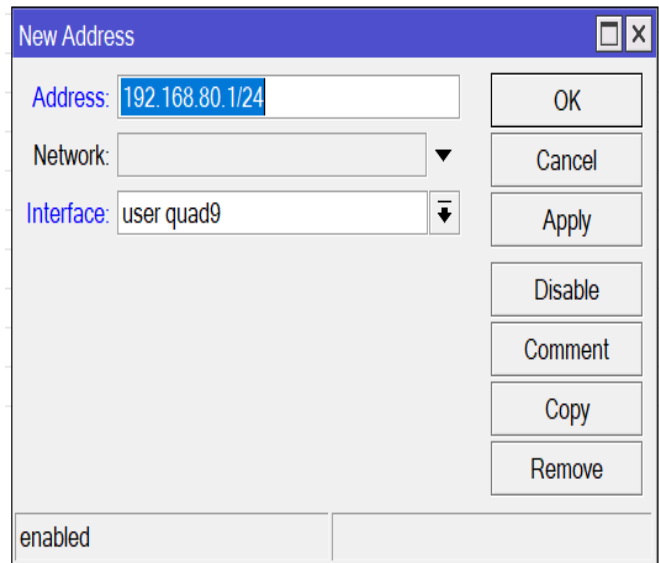 New Address
Address: 192.168.80.1/24
OK
Network:
Cancel
Interface: user quad9
Apply
Disable
Comment
Copy
Remove
enabled